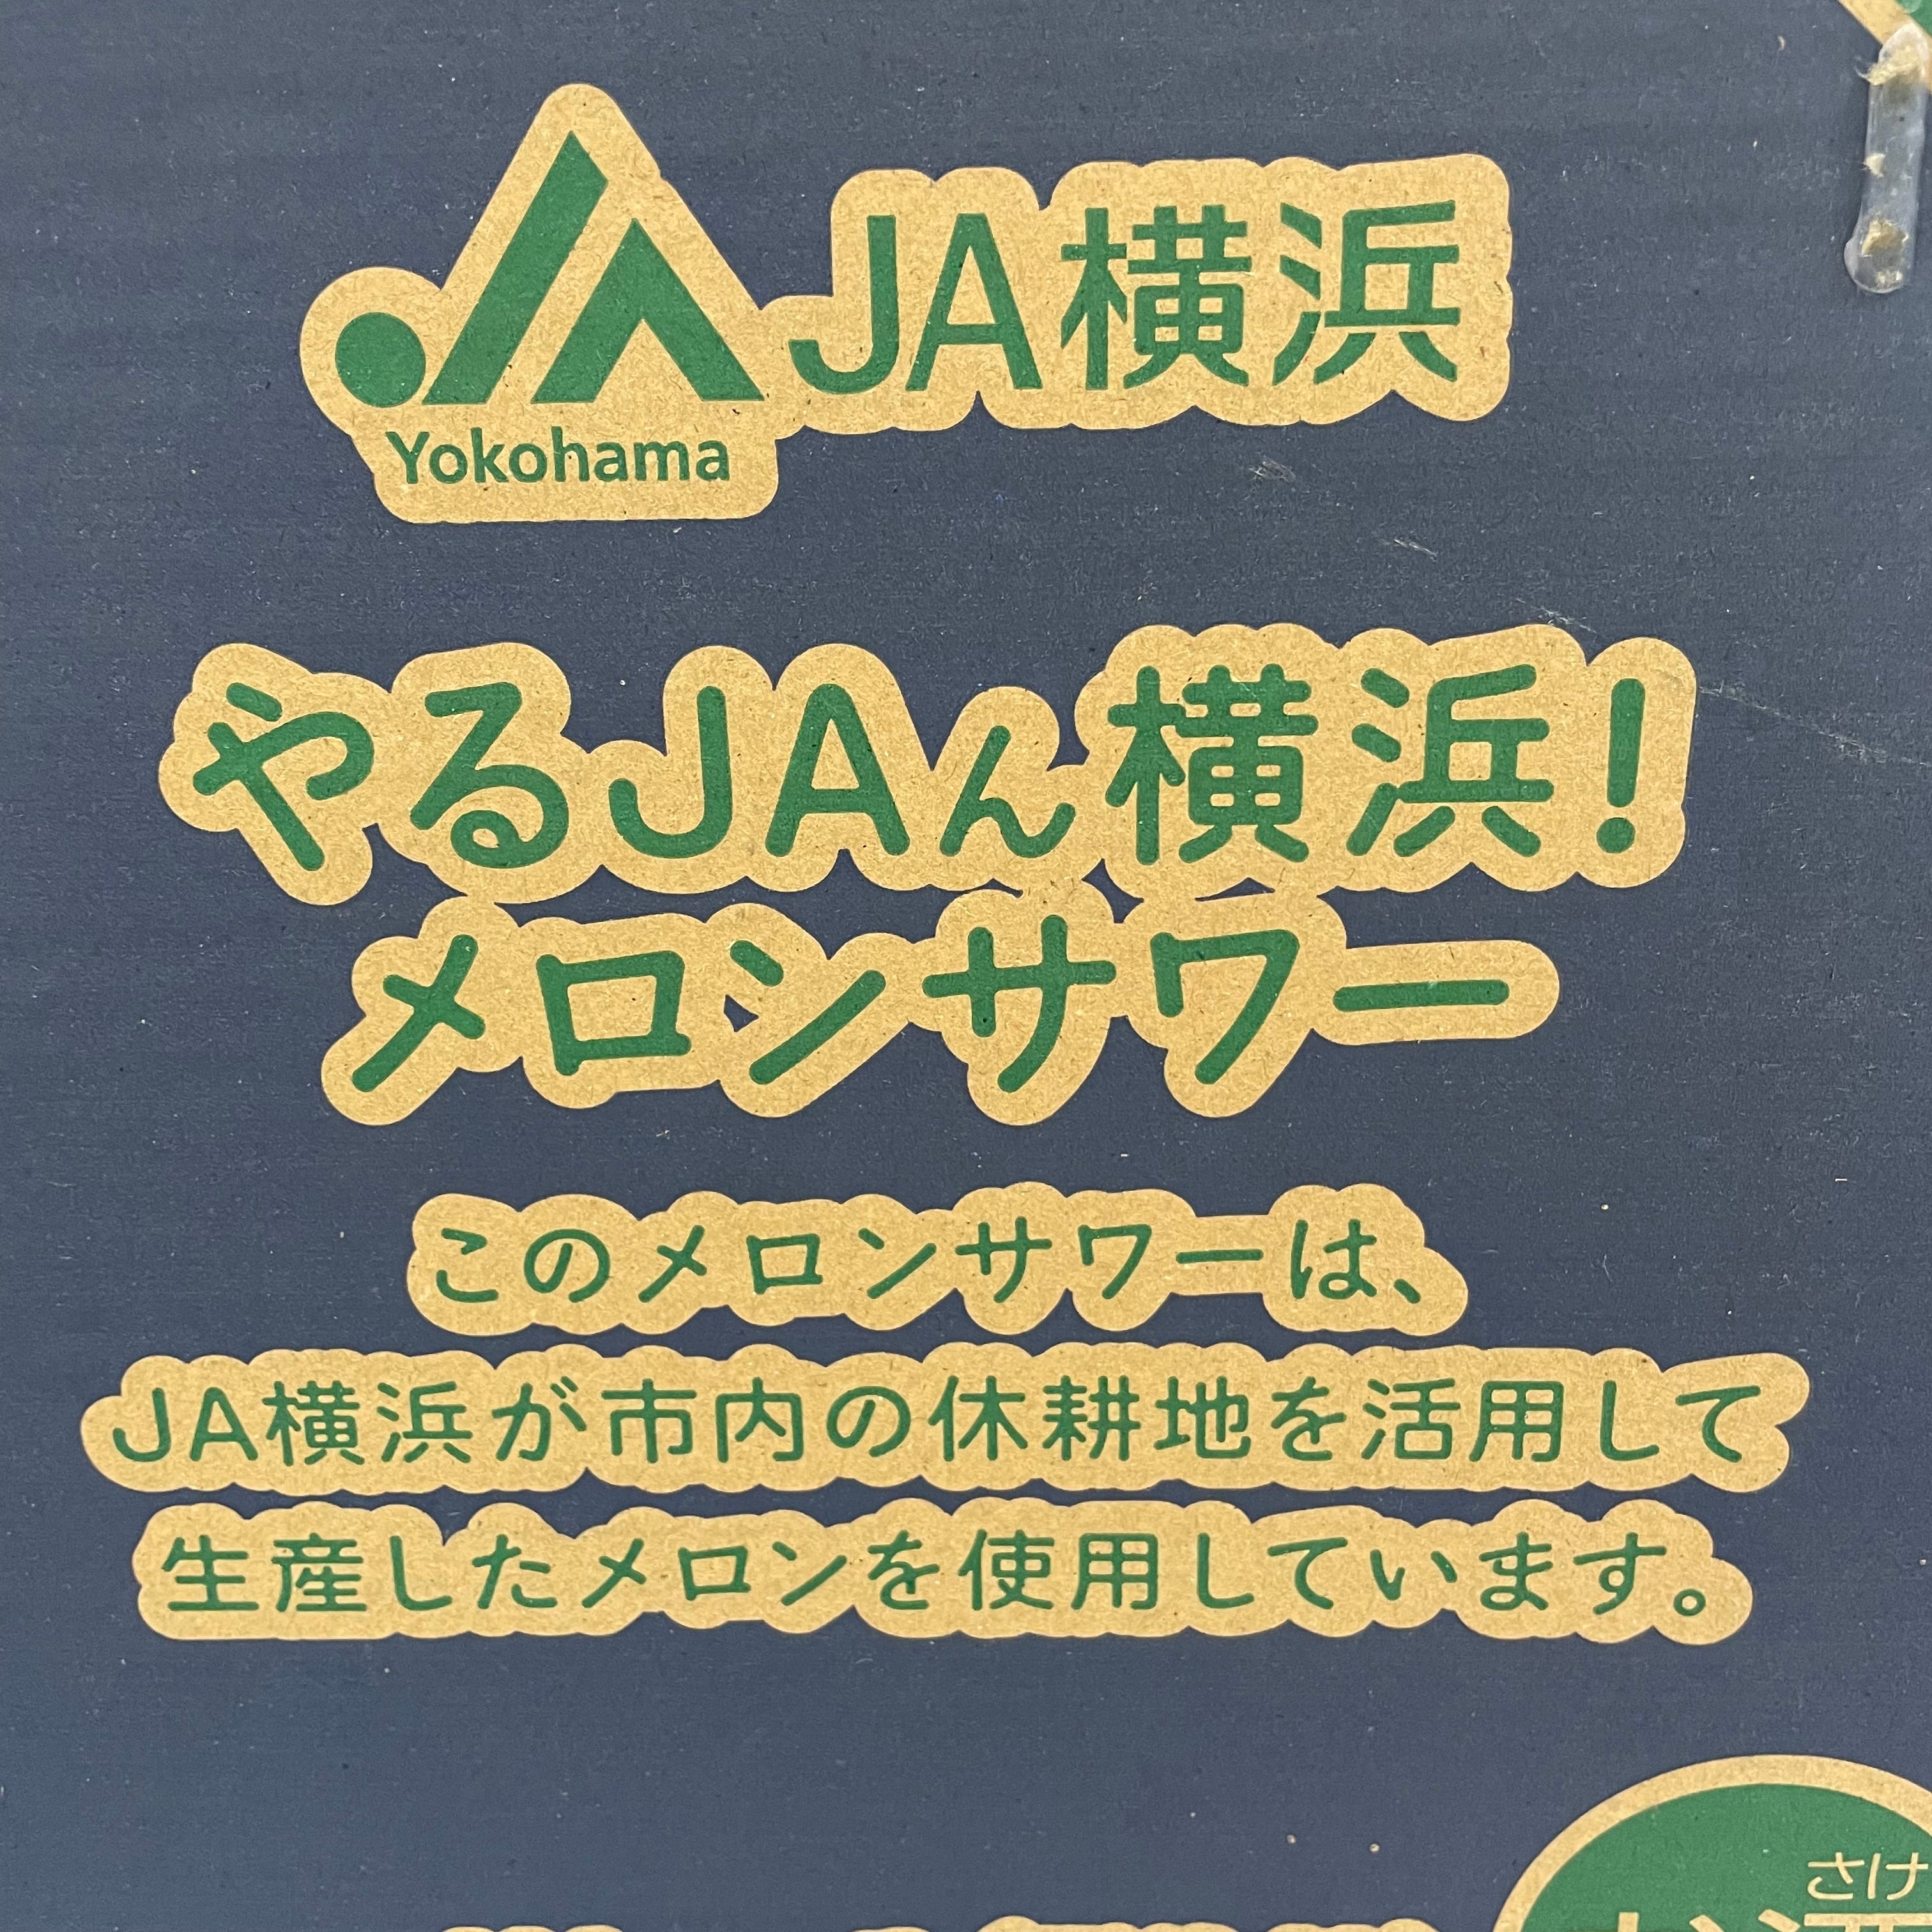 JA横浜
Yokohama
やるJAん横浜!
メロンサワー
このメロンサワーは、
JA横浜が市内の休耕地を活用して
生産したメロンを使用しています。
さけ